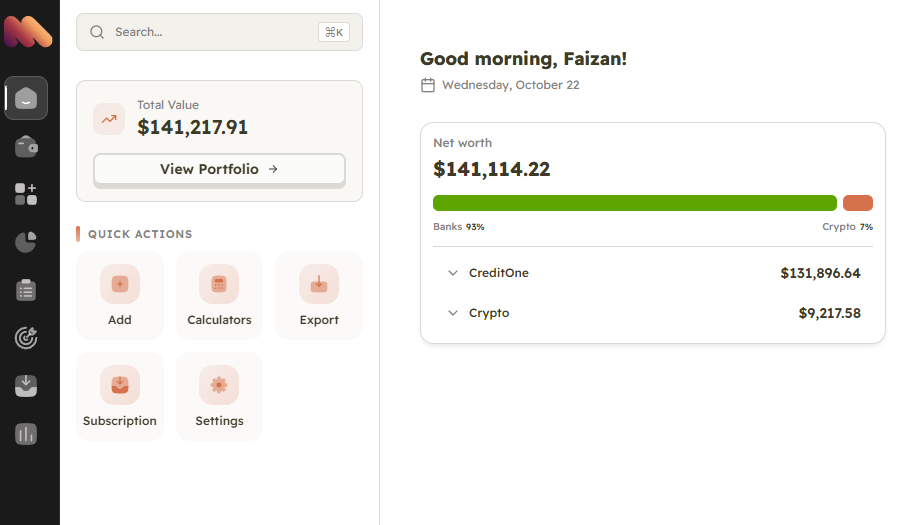 Search...
⌘K
Total Value
$141,217.91
View Portfolio →
QUICK ACTIONS
Add
Calculators
Export
Subscription
Settings
Good morning, Faizan!
Wednesday, October 22
Net worth
$141,114.22
Banks 93%
Crypto 7%
CreditOne
$131,896.64
Crypto
$9,217.58